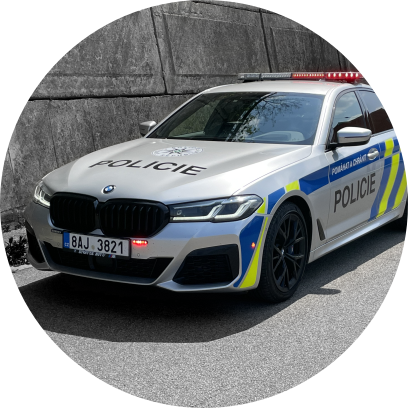 POLICIE
POMÁHAT A CHRÁNIT
POLICIE
8AJ 3821